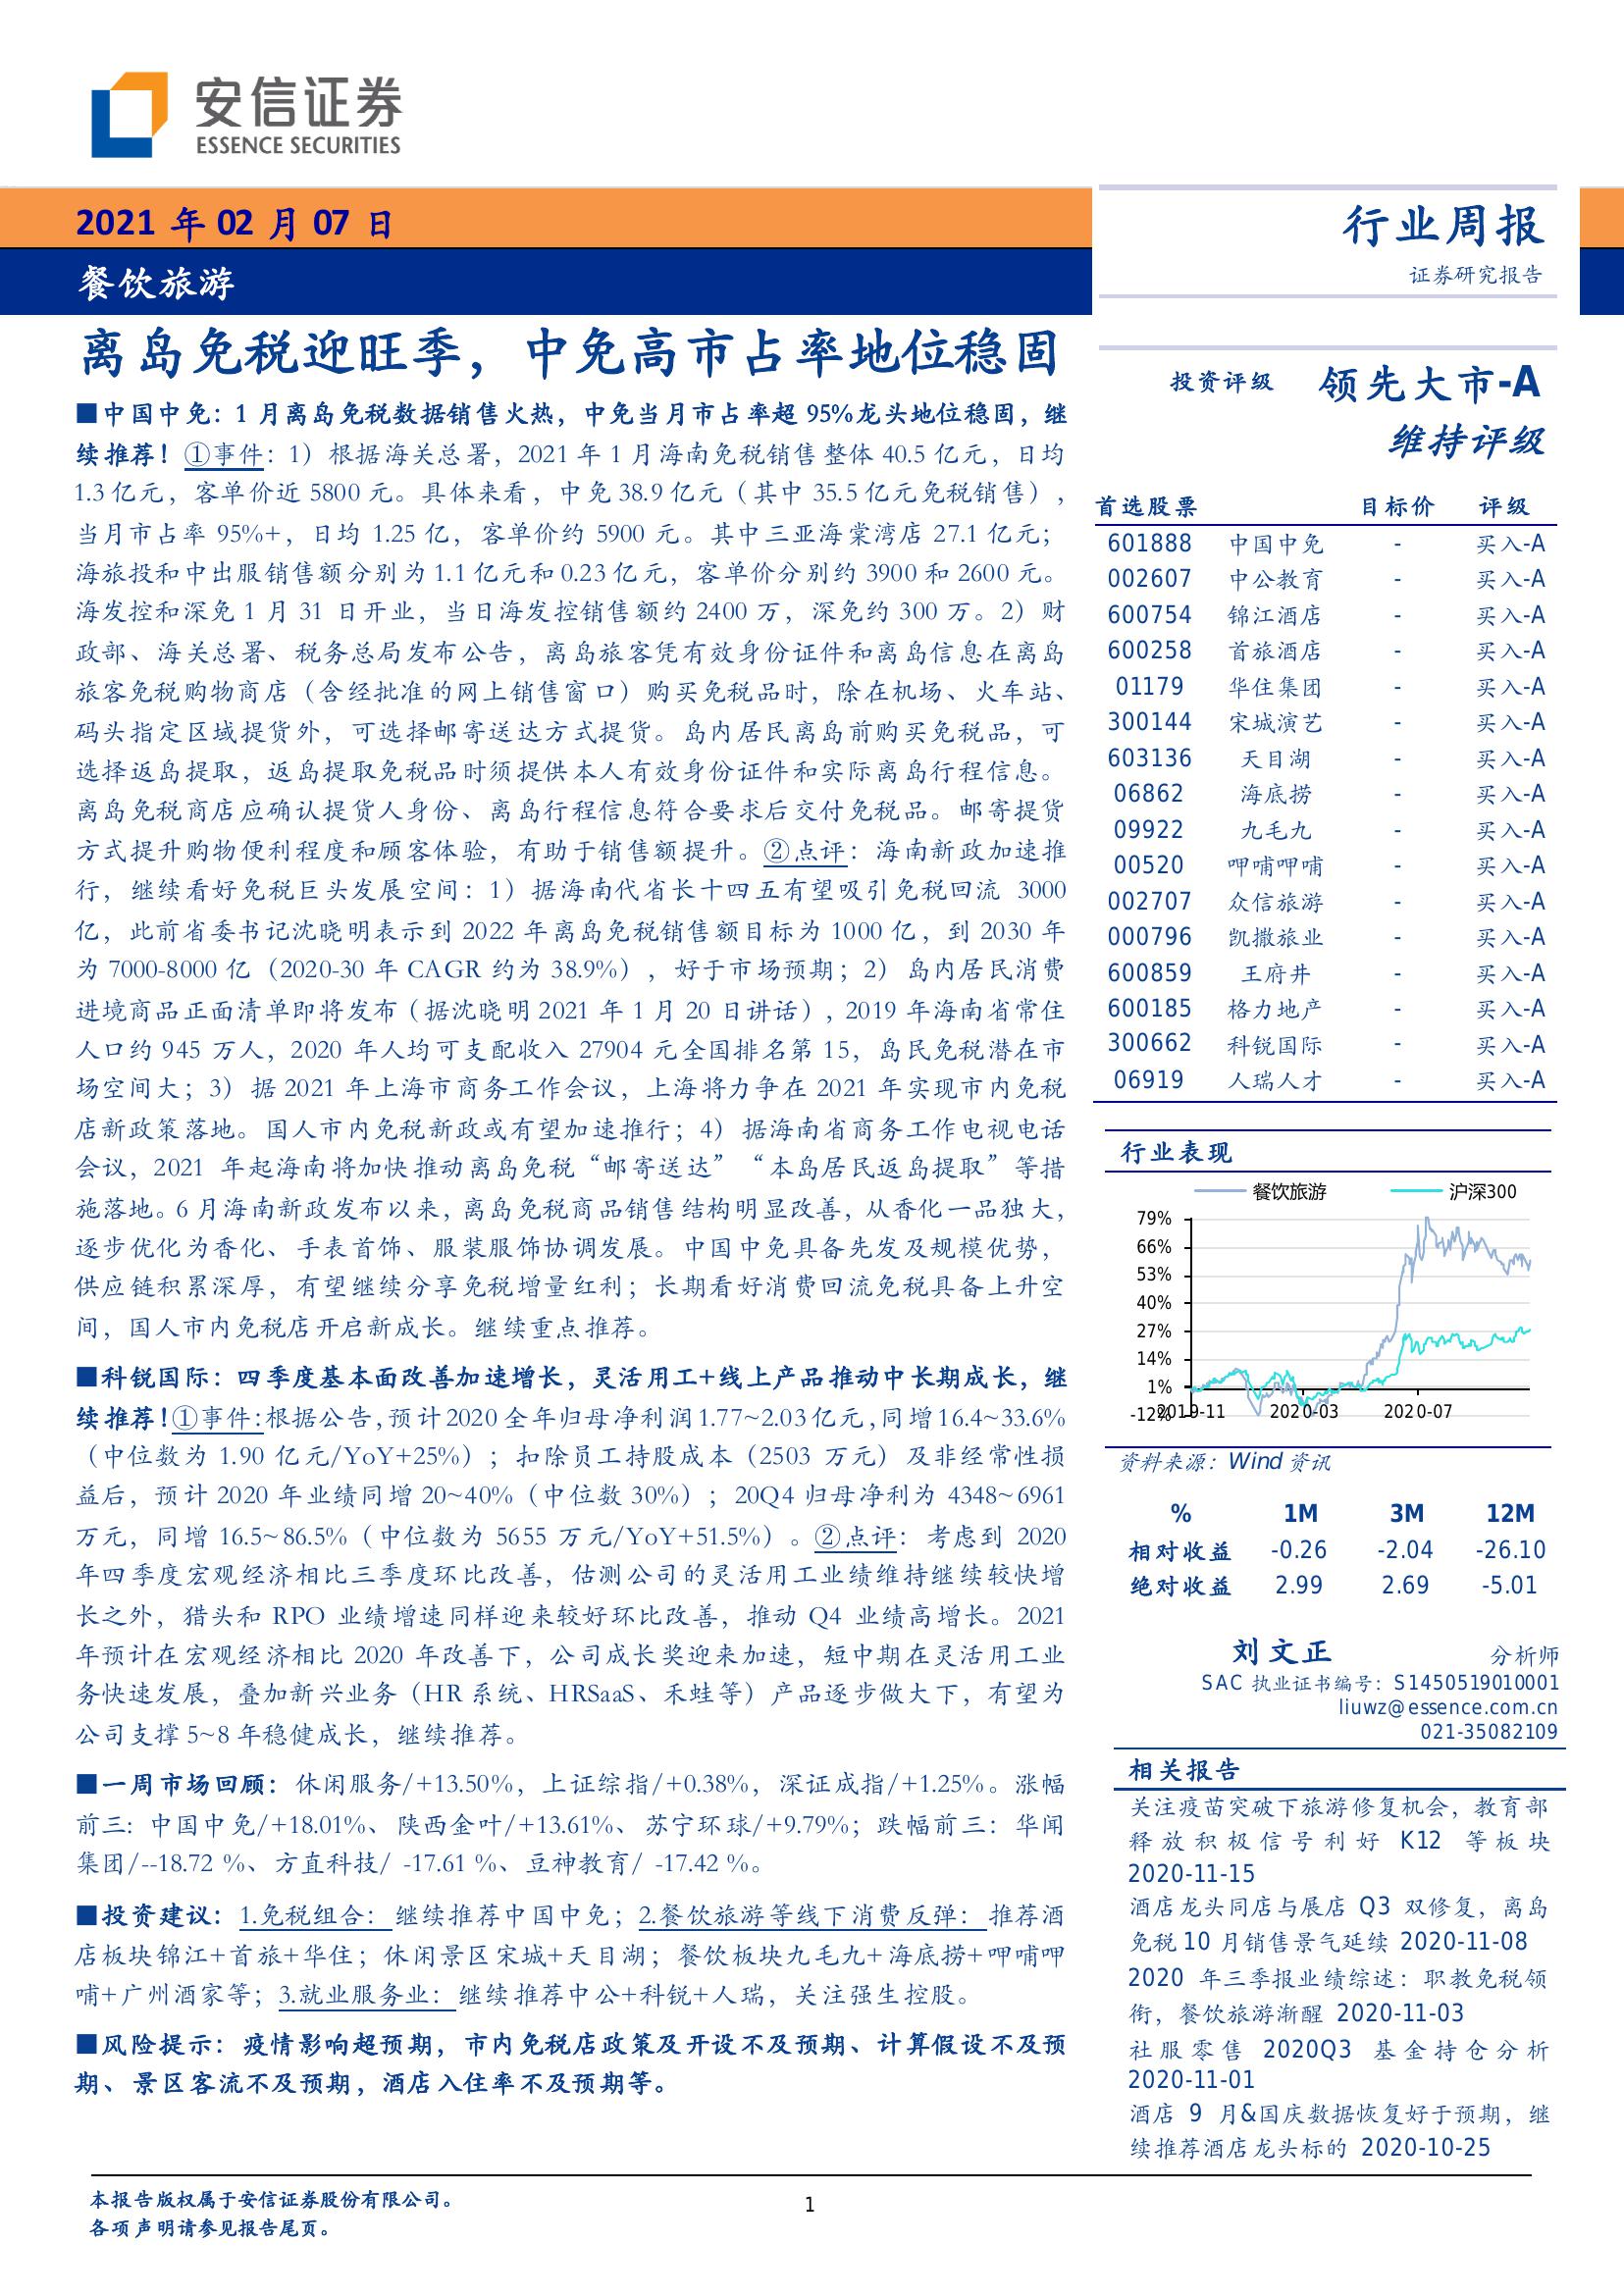 安信证券
ESSENCE SECURITIES
2021 年 02 月 07 日
餐饮旅游
行业周报
证券研究报告
离岛免税迎旺季，中免高市占率地位稳固
■中国中免：1 月离岛免税数据销售火热，中免当月市占率超 95%龙头地位稳固，继
续推荐！①事件：1）根据海关总署，2021 年 1 月海南免税销售整体 40.5 亿元，日均
1.3 亿元，客单价近 5800 元。具体来看，中免 38.9 亿元（其中 35.5 亿元免税销售），
当月市占率 95%+，日均 1.25 亿，客单价约 5900 元。其中三亚海棠湾店 27.1 亿元；
海旅投和中出服销售额分别为 1.1 亿元和 0.23 亿元，客单价分别约 3900 和 2600 元。
海发控和深免 1 月 31 日开业，当日海发控销售额约 2400 万，深免约 300 万。2）财
政部、海关总署、税务总局发布公告，离岛旅客凭有效身份证件和离岛信息在离岛
旅客免税购物商店（含经批准的网上销售窗口）购买免税品时，除在机场、火车站、
码头指定区域提货外，可选择邮寄送达方式提货。岛内居民离岛前购买免税品，可
选择返岛提取，返岛提取免税品时须提供本人有效身份证件和实际离岛行程信息。
离岛免税商店应确认提货人身份、离岛行程信息符合要求后交付免税品。邮寄提货
方式提升购物便利程度和顾客体验，有助于销售额提升。②点评：海南新政加速推
行，继续看好免税巨头发展空间：1）据海南代省长十四五有望吸引免税回流 3000
亿，此前省委书记沈晓明表示到 2022 年离岛免税销售额目标为 1000 亿，到 2030 年
为 7000-8000 亿（2020-30 年 CAGR 约为 38.9%），好于市场预期；2）岛内居民消费
进境商品正面清单即将发布（据沈晓明 2021 年 1 月 20 日讲话），2019 年海南省常住
人口约 945 万人，2020 年人均可支配收入 27904 元全国排名第 15，岛民免税潜在市
场空间大；3）据 2021 年上海市商务工作会议，上海将力争在 2021 年实现市内免税
店新政策落地。国人市内免税新政或有望加速推行；4）据海南省商务工作电视电话
会议，2021 年起海南将加快推动离岛免税“邮寄送达”“本岛居民返岛提取”等措
施落地。6 月海南新政发布以来，离岛免税商品销售结构明显改善，从香化一品独大，
逐步优化为香化、手表首饰、服装服饰协调发展。中国中免具备先发及规模优势，
供应链积累深厚，有望继续分享免税增量红利；长期看好消费回流免税具备上升空
间，国人市内免税店开启新成长。继续重点推荐。
■科锐国际：四季度基本面改善加速增长，灵活用工+线上产品推动中长期成长，继
续推荐！①事件：根据公告，预计 2020 全年归母净利润 1.77~2.03 亿元，同增 16.4~33.6%
（中位数为 1.90 亿元/YoY+25%）；扣除员工持股成本（2503 万元）及非经常性损
益后，预计 2020 年业绩同增 20~40%（中位数 30%）；20Q4 归母净利为 4348~6961
万元，同增 16.5~86.5%（中位数为 5655 万元/YoY+51.5%）。②点评：考虑到 2020
年四季度宏观经济相比三季度环比改善，估测公司的灵活用工业绩维持继续较快增
长之外，猎头和 RPO 业绩增速同样迎来较好环比改善，推动 Q4 业绩高增长。2021
年预计在宏观经济相比 2020 年改善下，公司成长奖迎来加速，短中期在灵活用工业
务快速发展，叠加新兴业务（HR 系统、HRSaaS、禾蛙等）产品逐步做大下，有望为
公司支撑 5~8 年稳健成长，继续推荐。
■一周市场回顾：休闲服务/+13.50%，上证综指/+0.38%，深证成指/+1.25%。涨幅
前三：中国中免/+18.01%、陕西金叶/+13.61%、苏宁环球/+9.79%；跌幅前三：华闻
集团/--18.72 %、方直科技/ -17.61 %、豆神教育/ -17.42 %。
■投资建议：1.免税组合：继续推荐中国中免；2.餐饮旅游等线下消费反弹：推荐酒
店板块锦江+首旅+华住；休闲景区宋城+天目湖；餐饮板块九毛九+海底捞+呷哺呷
哺+广州酒家等；3.就业服务业：继续推荐中公+科锐+人瑞，关注强生控股。
■风险提示：疫情影响超预期，市内免税店政策及开设不及预期、计算假设不及预
期、景区客流不及预期，酒店入住率不及预期等。
投资评级 领先大市-A
维持评级
首选股票 目标价 评级
601888 中国中免 - 买入-A
002607 中公教育 - 买入-A
600754 锦江酒店 - 买入-A
600258 首旅酒店 - 买入-A
01179 华住集团 - 买入-A
300144 宋城演艺 - 买入-A
603136 天目湖 - 买入-A
06862 海底捞 - 买入-A
09922 九毛九 - 买入-A
00520 呷哺呷哺 - 买入-A
002707 众信旅游 - 买入-A
000796 凯撒旅业 - 买入-A
600859 王府井 - 买入-A
600185 格力地产 - 买入-A
300662 科锐国际 - 买入-A
06919 人瑞人才 - 买入-A
行业表现
餐饮旅游 沪深300
79%
66%
53%
40%
27%
14%
1%
-12%
2019-11 2020-03 2020-07
资料来源：Wind 资讯
% 1M 3M 12M
相对收益 -0.26 -2.04 -26.10
绝对收益 2.99 2.69 -5.01
刘文正 分析师
SAC 执业证书编号：S1450519010001
liuwz@essence.com.cn
021-35082109
相关报告
关注疫苗突破下旅游修复机会，教育部
释放积极信号利好 K12 等板块
2020-11-15
酒店龙头同店与展店 Q3 双修复，离岛
免税 10 月销售景气延续 2020-11-08
2020 年三季报业绩综述：职教免税领
衔，餐饮旅游渐醒 2020-11-03
社服零售 2020Q3 基金持仓分析
2020-11-01
酒店 9 月&国庆数据恢复好于预期，继
续推荐酒店龙头标的 2020-10-25
本报告版权属于安信证券股份有限公司。
各项声明请参见报告尾页。
1